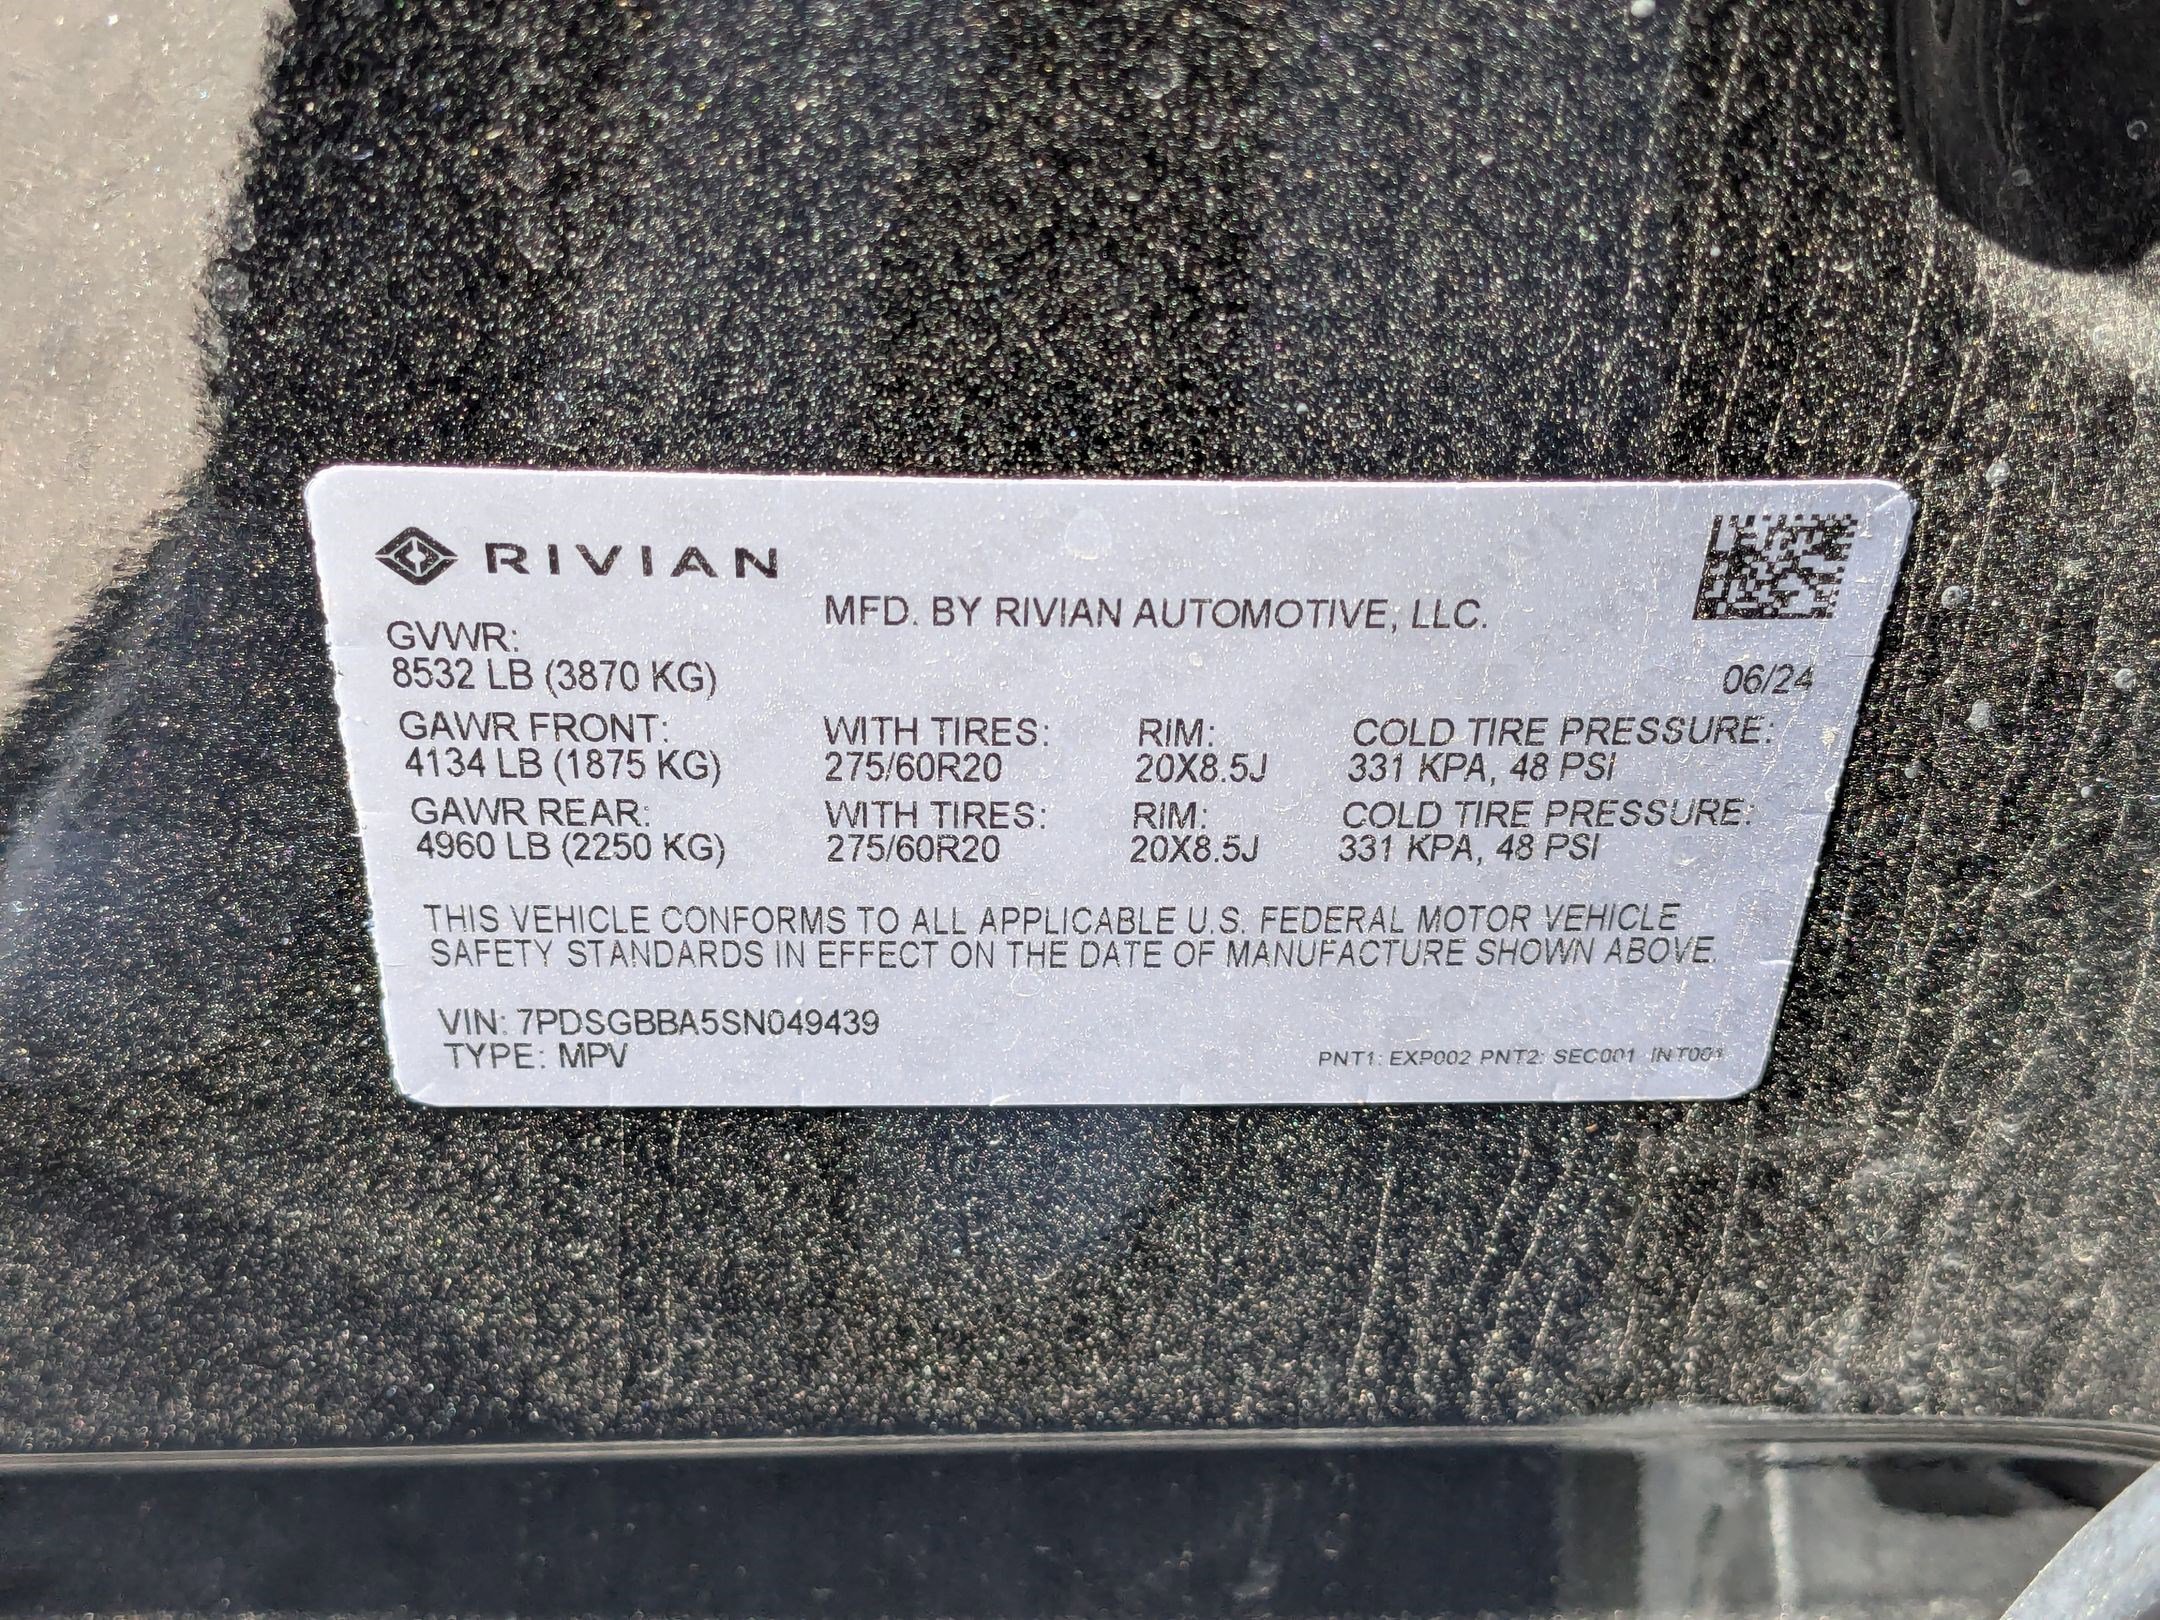 RIVIAN
MFD. BY RIVIAN AUTOMOTIVE, LLC.
GVWR:
8532 LB (3870 KG)
06/24
GAWR FRONT: WITH TIRES: RIM: COLD TIRE PRESSURE:
4134 LB (1875 KG) 275/60R20 20X8.5J 331 KPA, 48 PSI
GAWR REAR: WITH TIRES: RIM: COLD TIRE PRESSURE:
4960 LB (2250 KG) 275/60R20 20X8.5J 331 KPA, 48 PSI
THIS VEHICLE CONFORMS TO ALL APPLICABLE U.S. FEDERAL MOTOR VEHICLE
SAFETY STANDARDS IN EFFECT ON THE DATE OF MANUFACTURE SHOWN ABOVE.
VIN: 7PDSGBBA5SN049439
TYPE: MPV
PNT1: EXP002 PNT2: SEC001 INT001